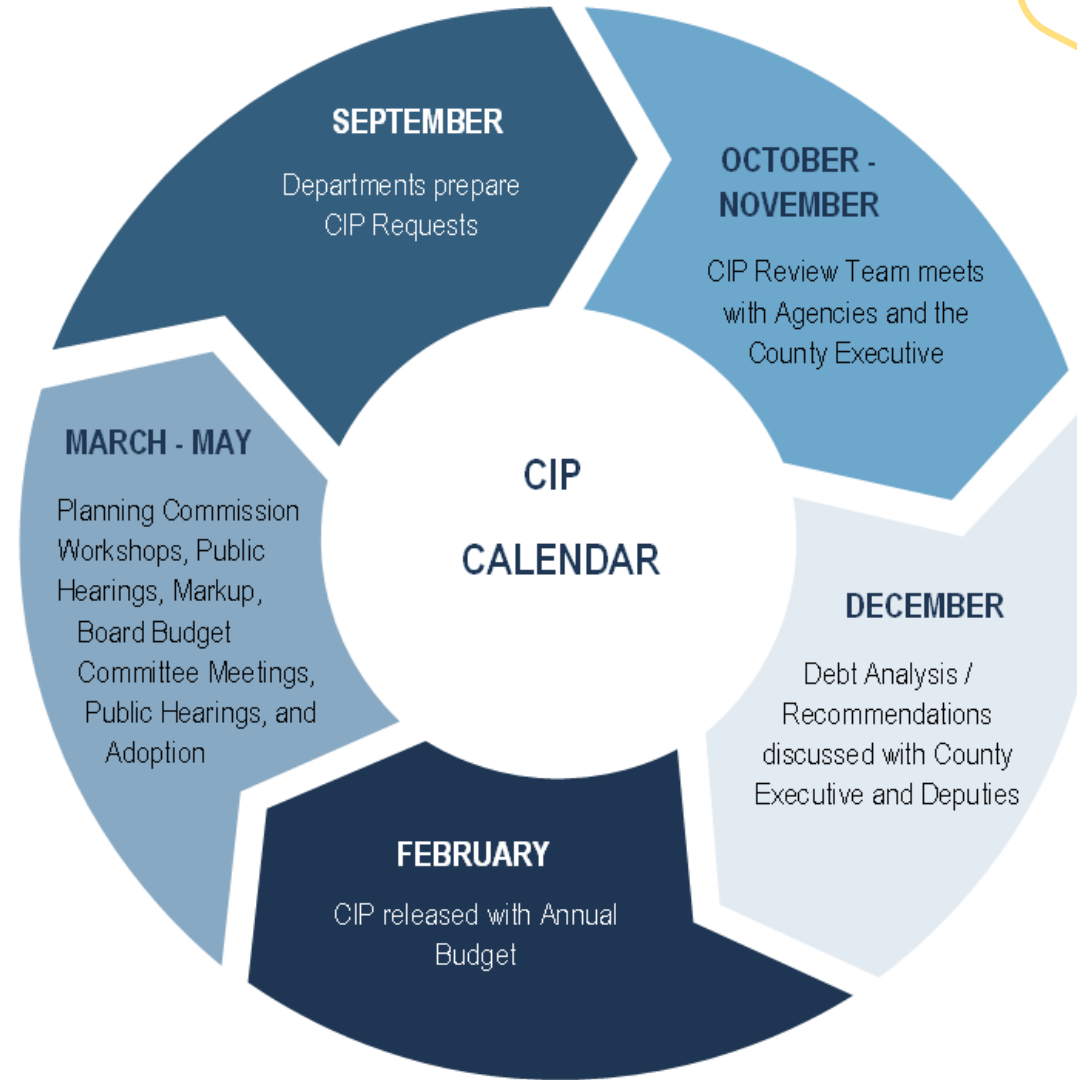 SEPTEMBER
Departments prepare
CIP Requests
OCTOBER -
NOVEMBER
CIP Review Team meets
with Agencies and the
County Executive
DECEMBER
Debt Analysis /
Recommendations
discussed with County
Executive and Deputies
FEBRUARY
CIP released with Annual
Budget
MARCH - MAY
Planning Commission
Workshops, Public
Hearings, Markup,
Board Budget
Committee Meetings,
Public Hearings, and
Adoption
CIP
CALENDAR